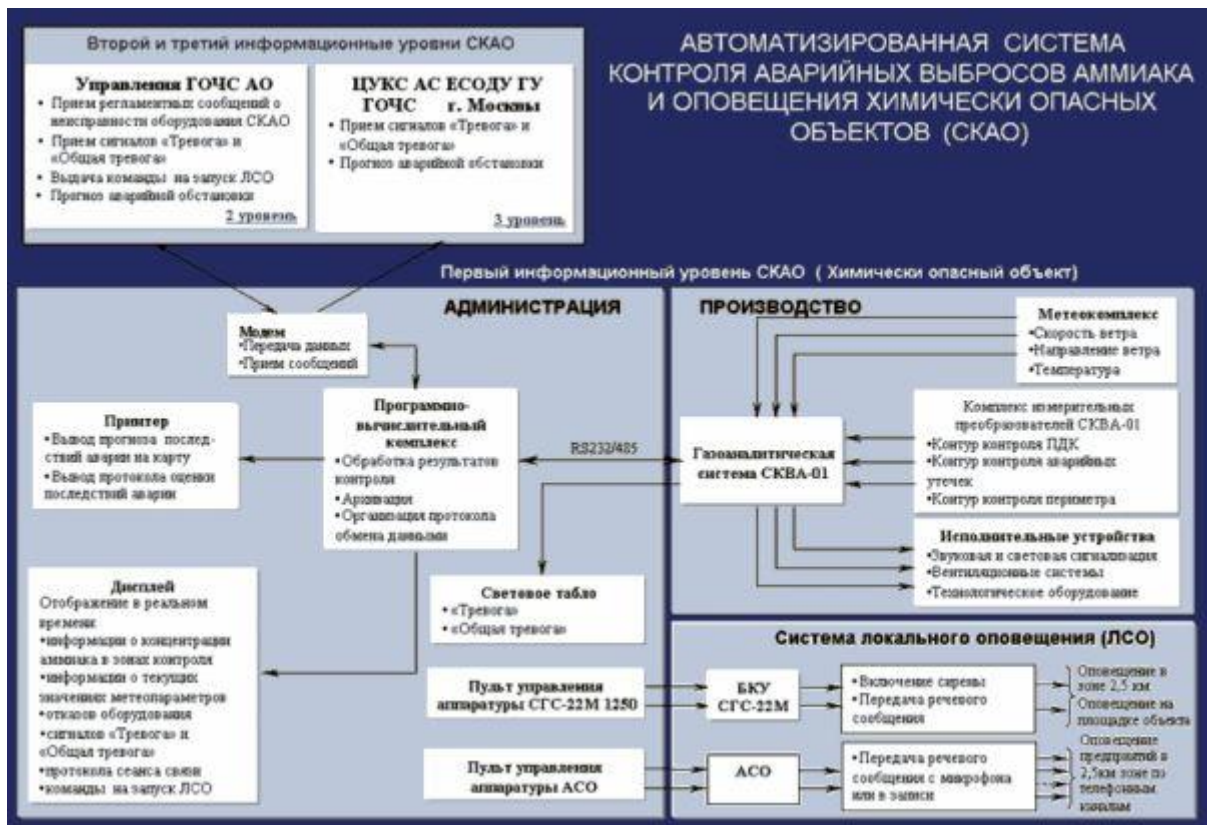 Второй и третий информационные уровни СКАО
Управления ГОЧС АО
• Прием регламентных сообщений о
неисправности оборудования СКАО
• Прием сигналов «Тревога» и
«Общая тревога»
• Выдача команды на запуск ЛСО
• Прогноз аварийной обстановки
2 уровень
ЦУКС АС ЕСОДУ ГУ
ГОЧС г. Москвы
• Прием сигналов «Тревога» и
«Общая тревога»
• Прогноз аварийной обстановки
3 уровень
АВТОМАТИЗИРОВАННАЯ СИСТЕМА
КОНТРОЛЯ АВАРИЙНЫХ ВЫБРОСОВ АММИАКА
И ОПОВЕЩЕНИЯ ХИМИЧЕСКИ ОПАСНЫХ
ОБЪЕКТОВ (СКАО)
Первый информационный уровень СКАО ( Химически опасный объект)
АДМИНИСТРАЦИЯ
Модем
•Передача данных
•Прием сообщений
Принтер
•Вывод прогноза послед-
ствий аварии на карту
•Вывод протокола оценки
последствий аварии
Программно-
вычислительный
комплекс
•Обработка результатов
контроля
•Архивация
•Организация протокола
обмена данными
RS232/485
Дисплей
Отображение в реальном
времени:
•информации о концентрации
аммиака в зонах контроля
•информации о текущих
значениях метеопараметров
•отказов оборудования
•сигналов «Тревога» и
«Общая тревога»
•протокола сеанса связи
•команды на запуск ЛСО
Световое табло
•«Тревога»
•«Общая тревога»
Пульт управления
аппаратуры СГС-22М 1250
Пульт управления
аппаратуры АСО
ПРОИЗВОДСТВО
Метеокомплекс
•Скорость ветра
•Направление ветра
•Температура
Газоаналитическая
система СКВА-01
Комплекс измерительных
преобразователей СКВА-01
•Контур контроля ПДК
•Контур контроля аварийных
утечек
•Контур контроля периметра
Исполнительные устройства
•Звуковая и световая сигнализация
•Вентиляционные системы
•Технологическое оборудование
Система локального оповещения (ЛСО)
БКУ
СГС-22М
•Включение сирены
•Передача речевого
сообщения
Оповещение в
зоне 2,5 км
Оповещение на
площадке объекта
АСО
•Передача речевого
сообщения с микрофона
или в записи
Оповещение
предприятий в
2,5км зоне по
телефонным
каналам